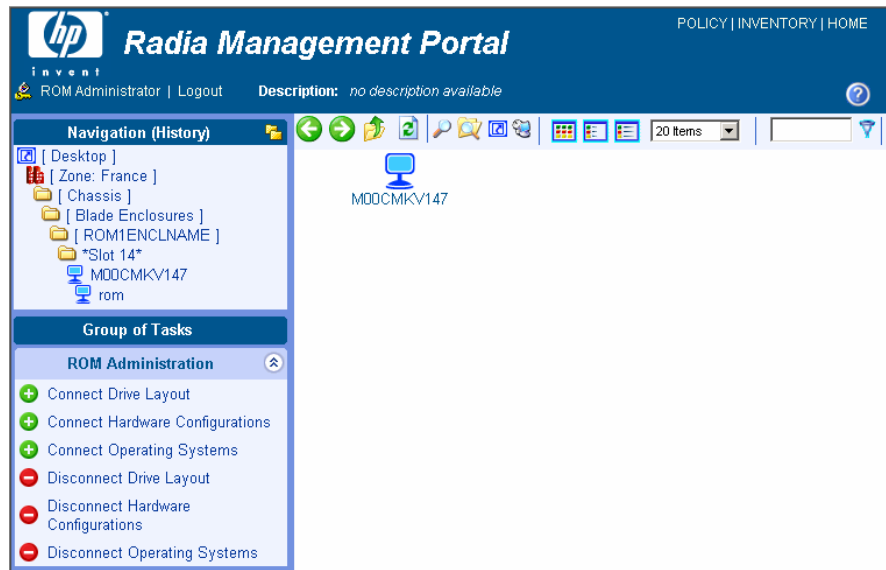 POLICY | INVENTORY | HOME
hp
invent
Radia Management Portal
ROM Administrator | Logout
Description: no description available
?
Navigation (History)
20 Items
[ Desktop ]
[ Zone: France ]
[ Chassis ]
[ Blade Enclosures ]
[ ROM1ENCLNAME ]
*Slot 14*
M00CMKV147
rom
M00CMKV147
Group of Tasks
ROM Administration
Connect Drive Layout
Connect Hardware Configurations
Connect Operating Systems
Disconnect Drive Layout
Disconnect Hardware
Configurations
Disconnect Operating Systems